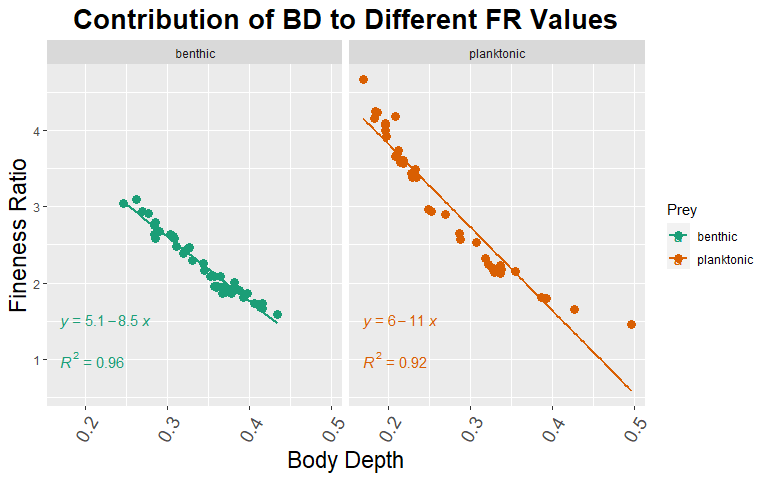 Contribution of BD to Different FR Values
benthic
planktonic
Fineness Ratio
4
3
2
1
y = 5.1 − 8.5 x
R² = 0.96
y = 6 − 11 x
R² = 0.92
0.2 0.3 0.4 0.5
0.2 0.3 0.4 0.5
Body Depth
Prey
a benthic
a planktonic